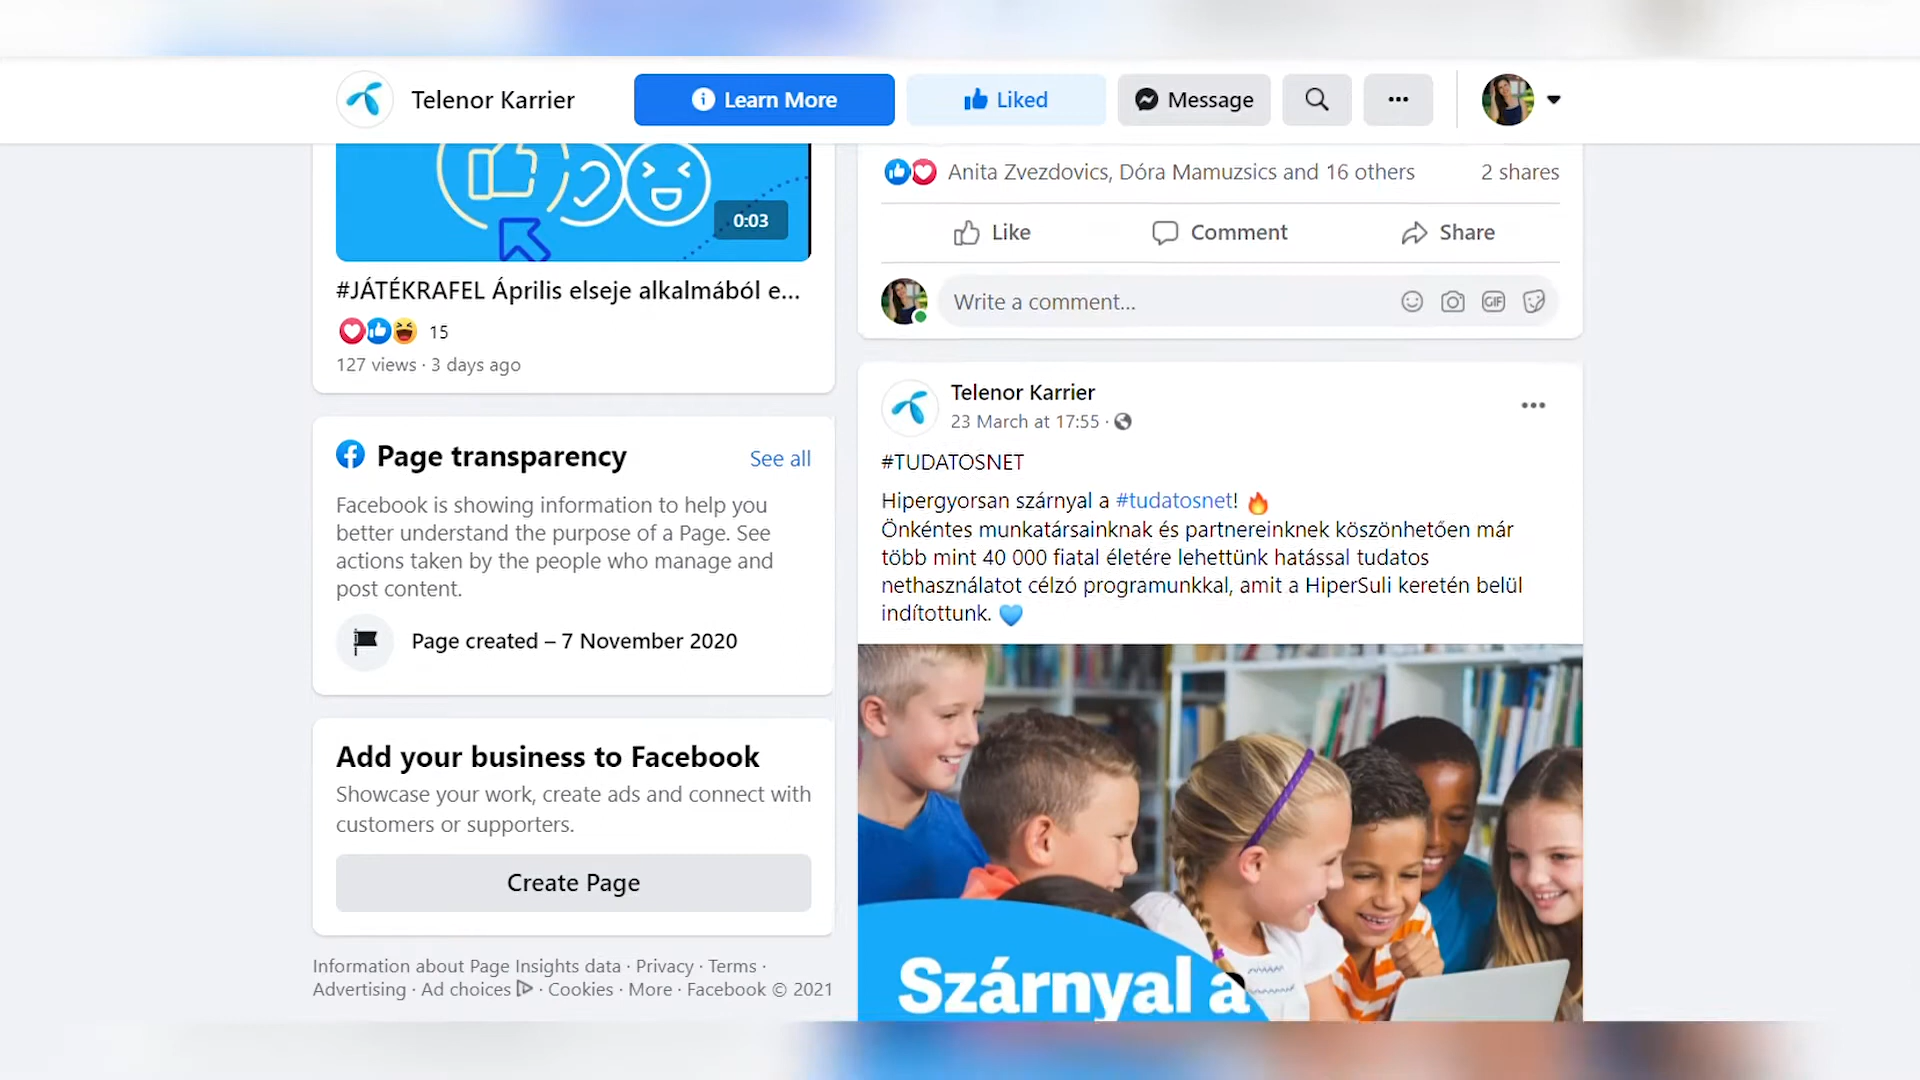 Telenor Karrier
Learn More
Liked
Message
0:03
#JÁTÉKRAFEL Április elseje alkalmából e...
15
127 views · 3 days ago
Page transparency
See all
Facebook is showing information to help you
better understand the purpose of a Page. See
actions taken by the people who manage and
post content.
Page created – 7 November 2020
Add your business to Facebook
Showcase your work, create ads and connect with
customers or supporters.
Create Page
Information about Page Insights data · Privacy · Terms ·
Advertising · Ad choices · Cookies · More · Facebook © 2021
Anita Zvezdovics, Dóra Mamuzsics and 16 others
2 shares
Like
Comment
Share
Write a comment...
GIF
Telenor Karrier
23 March at 17:55 ·
#TUDATOSNET
Hipergyorsan szárnyal a #tudatosnet! 🔥
Önkéntes munkatársainknak és partnereinknek köszönhetően már
több mint 40 000 fiatal életére lehettünk hatással tudatos
nethasználatot célzó programunkkal, amit a HiperSuli keretén belül
indítottunk. 💙
Szárnyal a